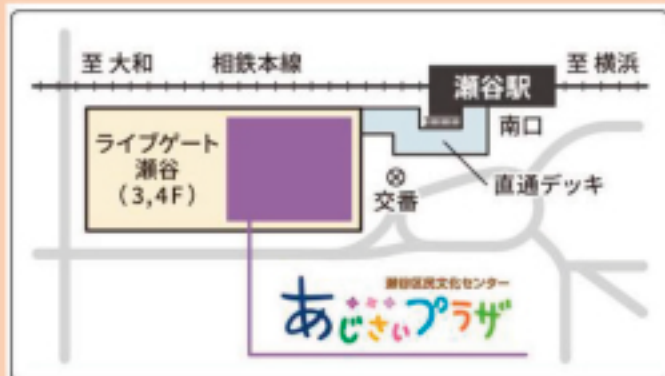 至 大和
相鉄本線
瀬谷駅
至 横浜
ライブゲート
瀬谷
(3,4F)
南口
直通デッキ
交番
瀬谷区民文化センター
あじさいプラザ